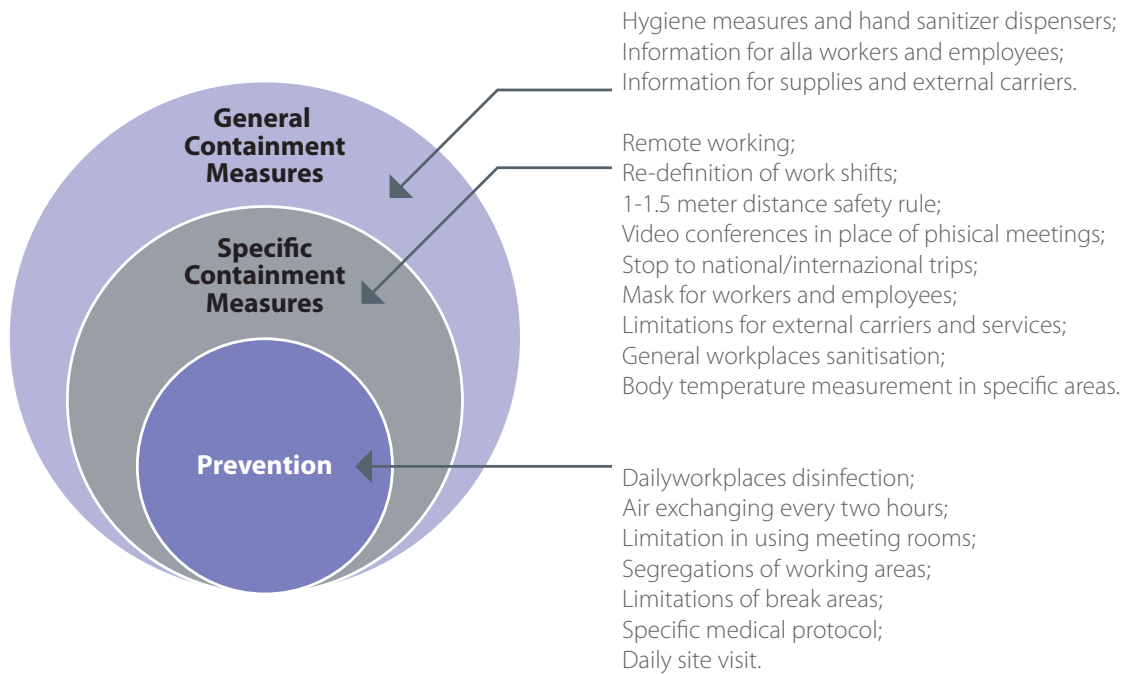 General
Containment
Measures
Hygiene measures and hand sanitizer dispensers;
Information for alla workers and employees;
Information for supplies and external carriers.
Specific
Containment
Measures
Remote working;
Re-definition of work shifts;
1-1.5 meter distance safety rule;
Video conferences in place of phisical meetings;
Stop to national/internazional trips;
Mask for workers and employees;
Limitations for external carriers and services;
General workplaces sanitisation;
Body temperature measurement in specific areas.
Prevention
Dailyworkplaces disinfection;
Air exchanging every two hours;
Limitation in using meeting rooms;
Segregations of working areas;
Limitations of break areas;
Specific medical protocol;
Daily site visit.